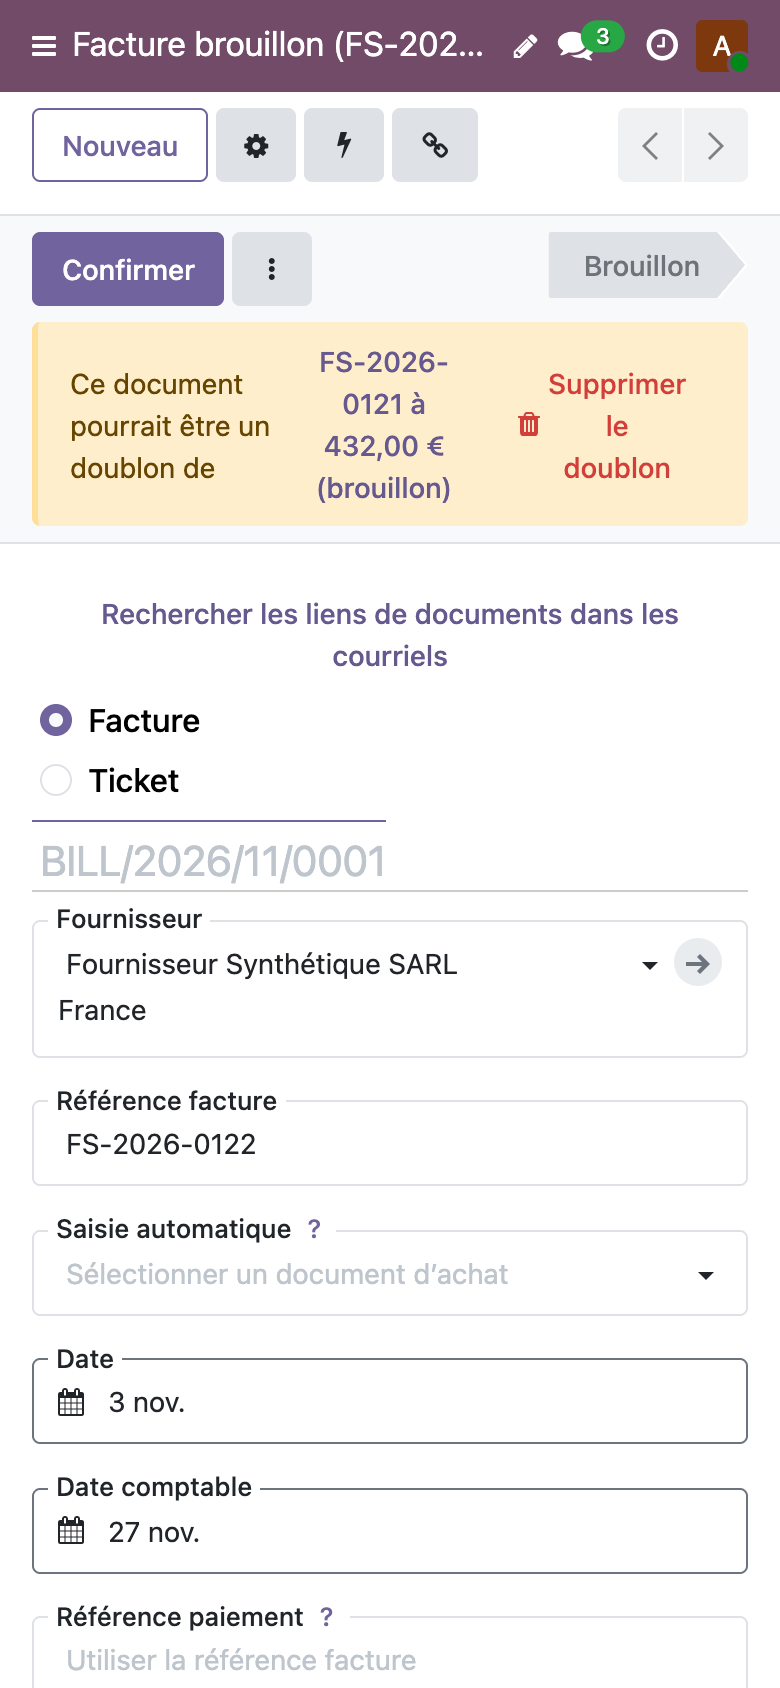 Facture brouillon (FS-202...
3
A
Nouveau
Confirmer
Brouillon
Ce document
pourrait être un
doublon de
FS-2026-
0121 à
432,00 €
(brouillon)
Supprimer
le
doublon
Rechercher les liens de documents dans les
courriels
Facture
Ticket
BILL/2026/11/0001
Fournisseur
Fournisseur Synthétique SARL
France
Référence facture
FS-2026-0122
Saisie automatique ?
Sélectionner un document d’achat
Date
3 nov.
Date comptable
27 nov.
Référence paiement ?
Utiliser la référence facture